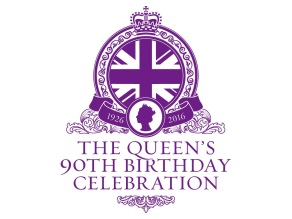 1926 2016
THE QUEEN'S
90TH BIRTHDAY
CELEBRATION